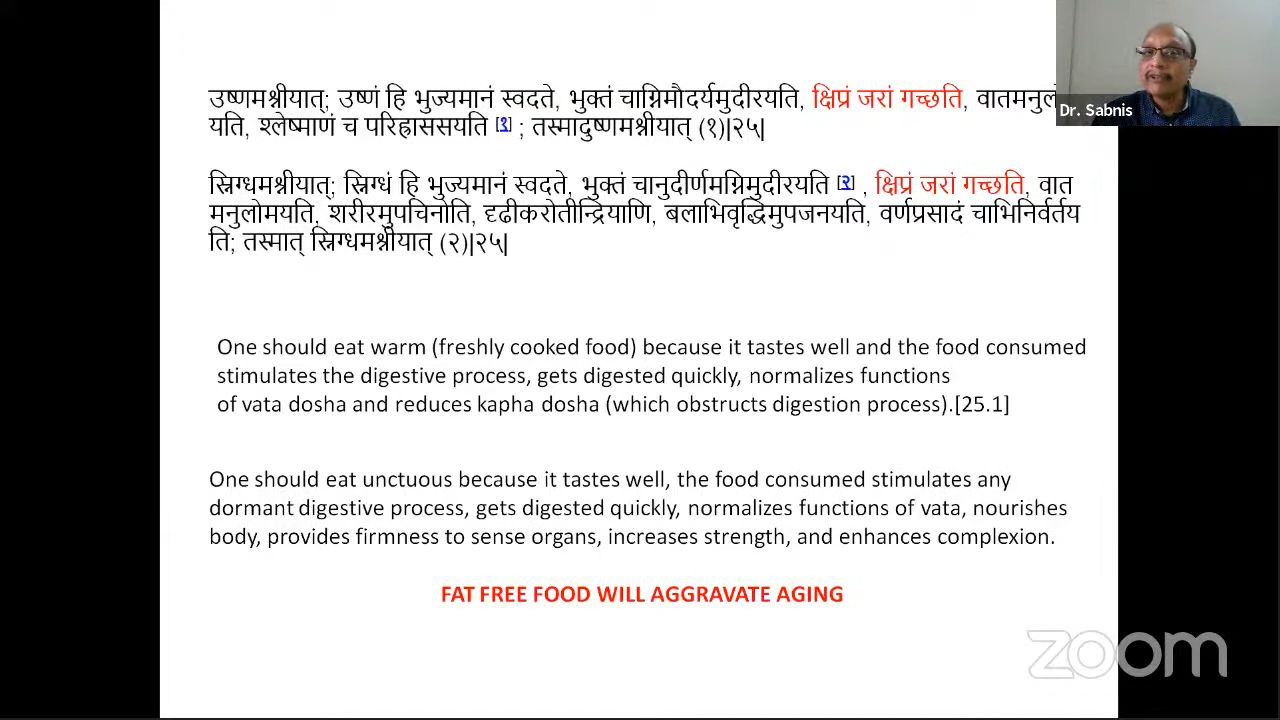 उष्णमश्नीयात्; उष्णं हि भुज्यमानं स्वदते, भुक्तं चाग्निमौदर्यमुदीरयति, क्षिप्रं जरां गच्छति, वातमनुलो
यति, श्लेष्माणं च परिह्रासयति [१] ; तस्मादुष्णमश्नीयात् (१)|२५|
स्निग्धमश्नीयात्; स्निग्धं हि भुज्यमानं स्वदते, भुक्तं चानुदीर्णमग्निमुदीरयति [२] , क्षिप्रं जरां गच्छति, वात
मनुलोमयति, शरीरमुपचिनोति, दृढीकरोतीन्द्रियाणि, बलाभिवृद्धिमुपजनयति, वर्णप्रसादं चाभिनिर्वर्तय
ति; तस्मात् स्निग्धमश्नीयात् (२)|२५|
One should eat warm (freshly cooked food) because it tastes well and the food consumed
stimulates the digestive process, gets digested quickly, normalizes functions
of vata dosha and reduces kapha dosha (which obstructs digestion process).[25.1]
One should eat unctuous because it tastes well, the food consumed stimulates any
dormant digestive process, gets digested quickly, normalizes functions of vata, nourishes
body, provides firmness to sense organs, increases strength, and enhances complexion.
FAT FREE FOOD WILL AGGRAVATE AGING
Dr. Sabnis
zoom